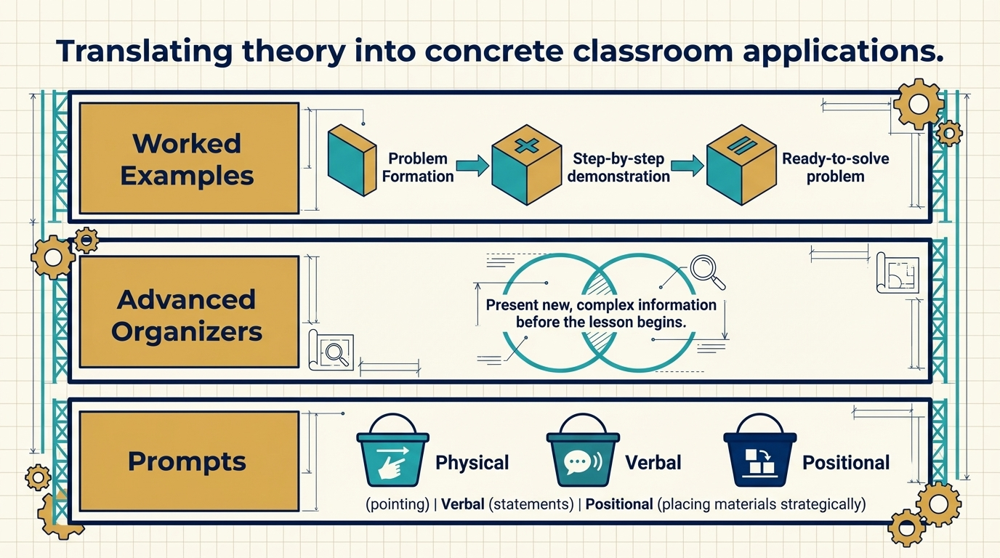 Translating theory into concrete classroom applications.
Worked
Examples
Problem
Formation
Step-by-step
demonstration
Ready-to-solve
problem
Advanced
Organizers
Present new, complex information
before the lesson begins.
Prompts
Physical
Verbal
Positional
(pointing) | Verbal (statements) | Positional (placing materials strategically)